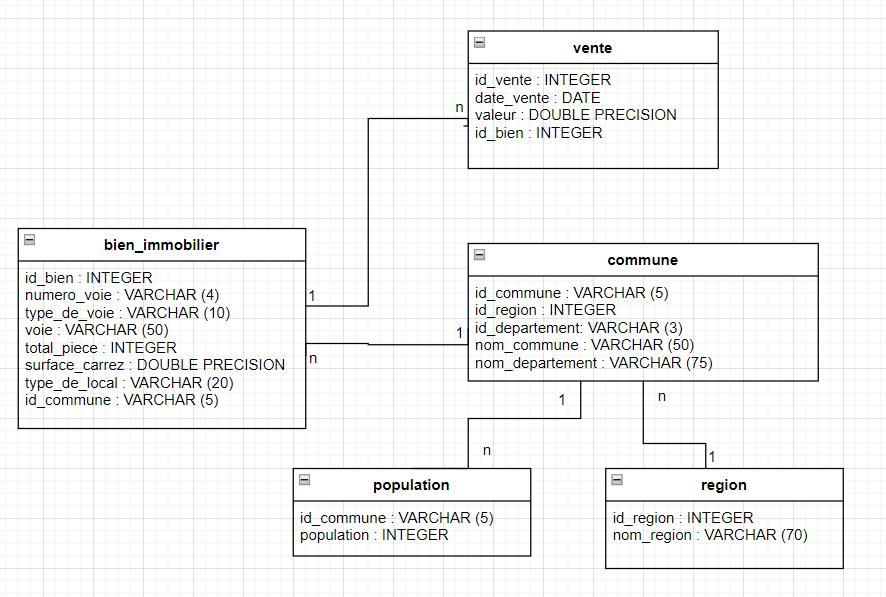 vente
id_vente : INTEGER
date_vente : DATE
valeur : DOUBLE PRECISION
id_bien : INTEGER
n
bien_immobilier
id_bien : INTEGER
numero_voie : VARCHAR (4)
type_de_voie : VARCHAR (10)
voie : VARCHAR (50)
total_piece : INTEGER
surface_carrez : DOUBLE PRECISION
type_de_local : VARCHAR (20)
id_commune : VARCHAR (5)
1
n
1
commune
id_commune : VARCHAR (5)
id_region : INTEGER
id_departement: VARCHAR (3)
nom_commune : VARCHAR (50)
nom_departement : VARCHAR (75)
1
n
n
1
population
id_commune : VARCHAR (5)
population : INTEGER
region
id_region : INTEGER
nom_region : VARCHAR (70)